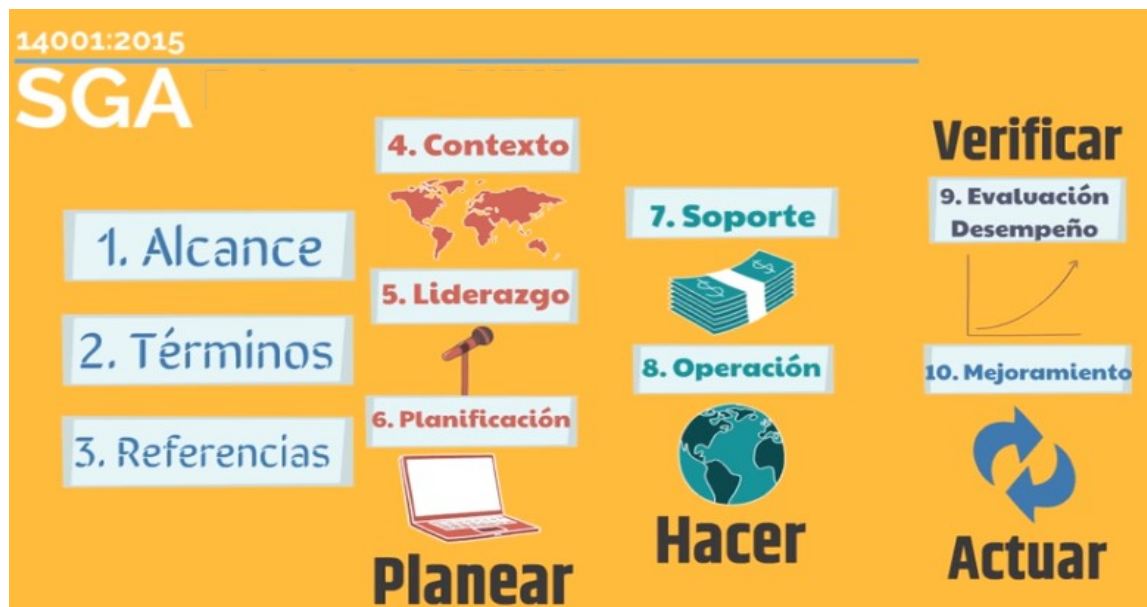 14001:2015
SGA
1. Alcance
2. Términos
3. Referencias
4. Contexto
5. Liderazgo
6. Planificación
Planear
7. Soporte
8. Operación
Hacer
Verificar
9. Evaluación
Desempeño
10. Mejoramiento
Actuar